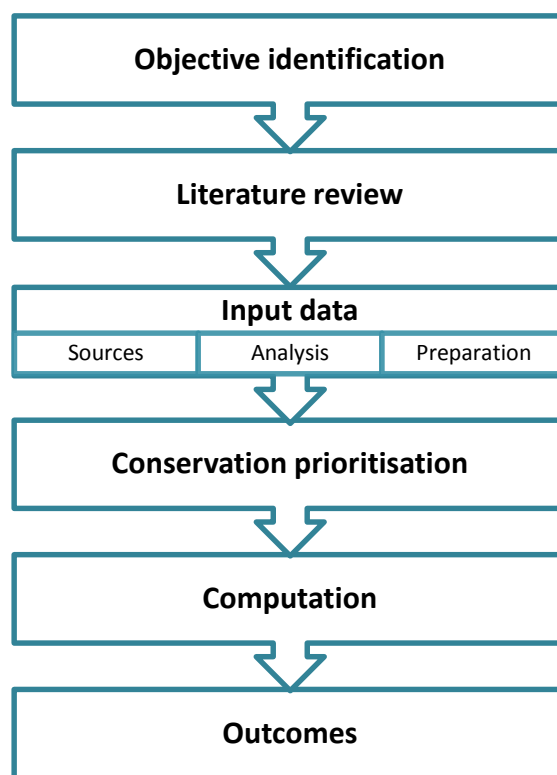 Objective identification
Literature review
Input data
Sources Analysis Preparation
Conservation prioritisation
Computation
Outcomes